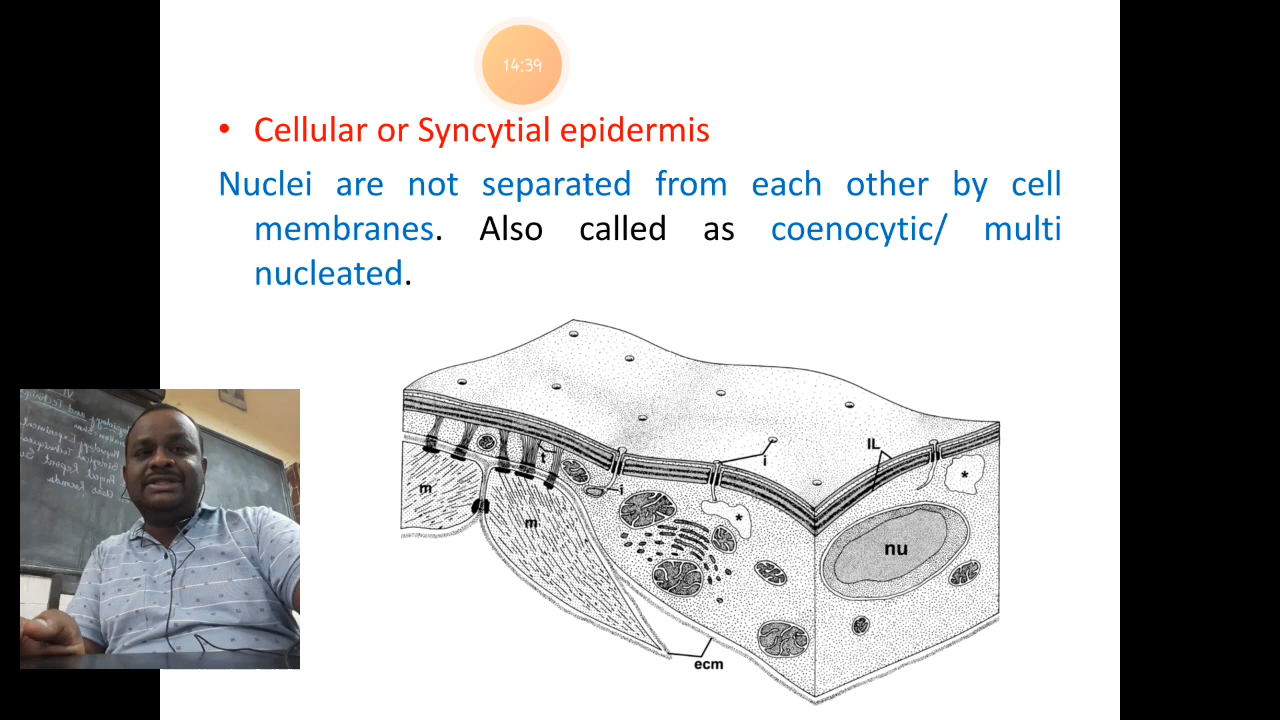 14:39
• Cellular or Syncytial epidermis
Nuclei are not separated from each other by cell
membranes. Also called as coenocytic/ multi
nucleated.
IL
i
*
t
i
m
*
m
nu
ecm